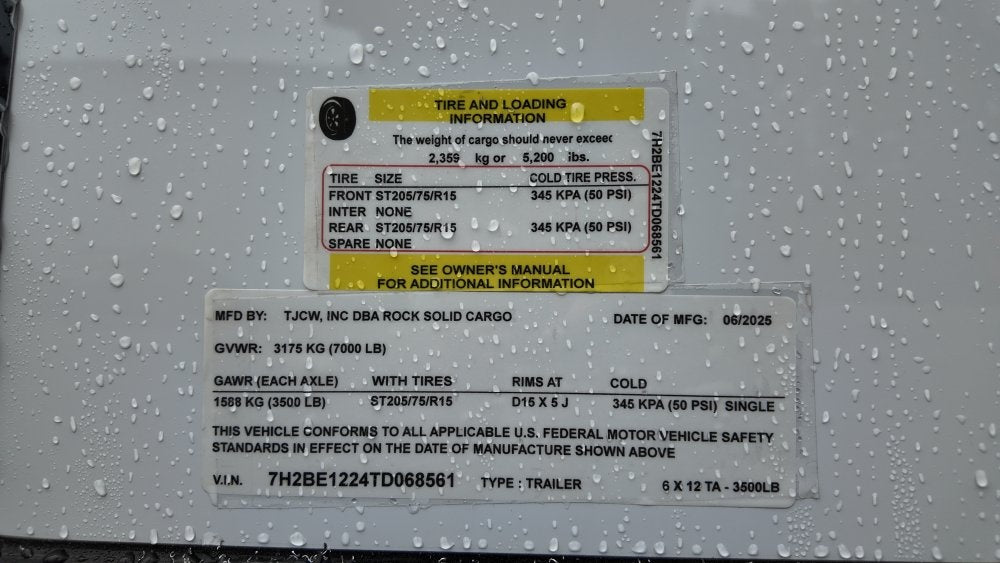 TIRE AND LOADING
INFORMATION
The weight of cargo should never exceed
2,359 kg or 5,200 lbs.
TIRE SIZE COLD TIRE PRESS.
FRONT ST205/75/R15 345 KPA (50 PSI)
INTER NONE
REAR ST205/75/R15 345 KPA (50 PSI)
SPARE NONE
SEE OWNER'S MANUAL
FOR ADDITIONAL INFORMATION
7H2BE1224TD068561
MFD BY: TJCW, INC DBA ROCK SOLID CARGO DATE OF MFG: 06/2025
GVWR: 3175 KG (7000 LB)
GAWR (EACH AXLE) WITH TIRES RIMS AT COLD
1588 KG (3500 LB) ST205/75/R15 D15 X 5 J 345 KPA (50 PSI) SINGLE
THIS VEHICLE CONFORMS TO ALL APPLICABLE U.S. FEDERAL MOTOR VEHICLE SAFETY
STANDARDS IN EFFECT ON THE DATE OF MANUFACTURE SHOWN ABOVE
V.I.N. 7H2BE1224TD068561 TYPE : TRAILER 6 X 12 TA - 3500LB